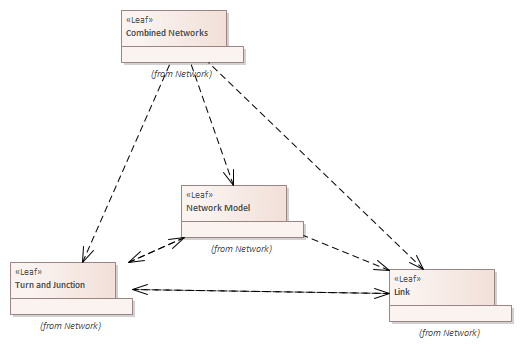 «Leaf»
Combined Networks
(from Network)
«Leaf»
Network Model
(from Network)
«Leaf»
Turn and Junction
(from Network)
«Leaf»
Link
(from Network)